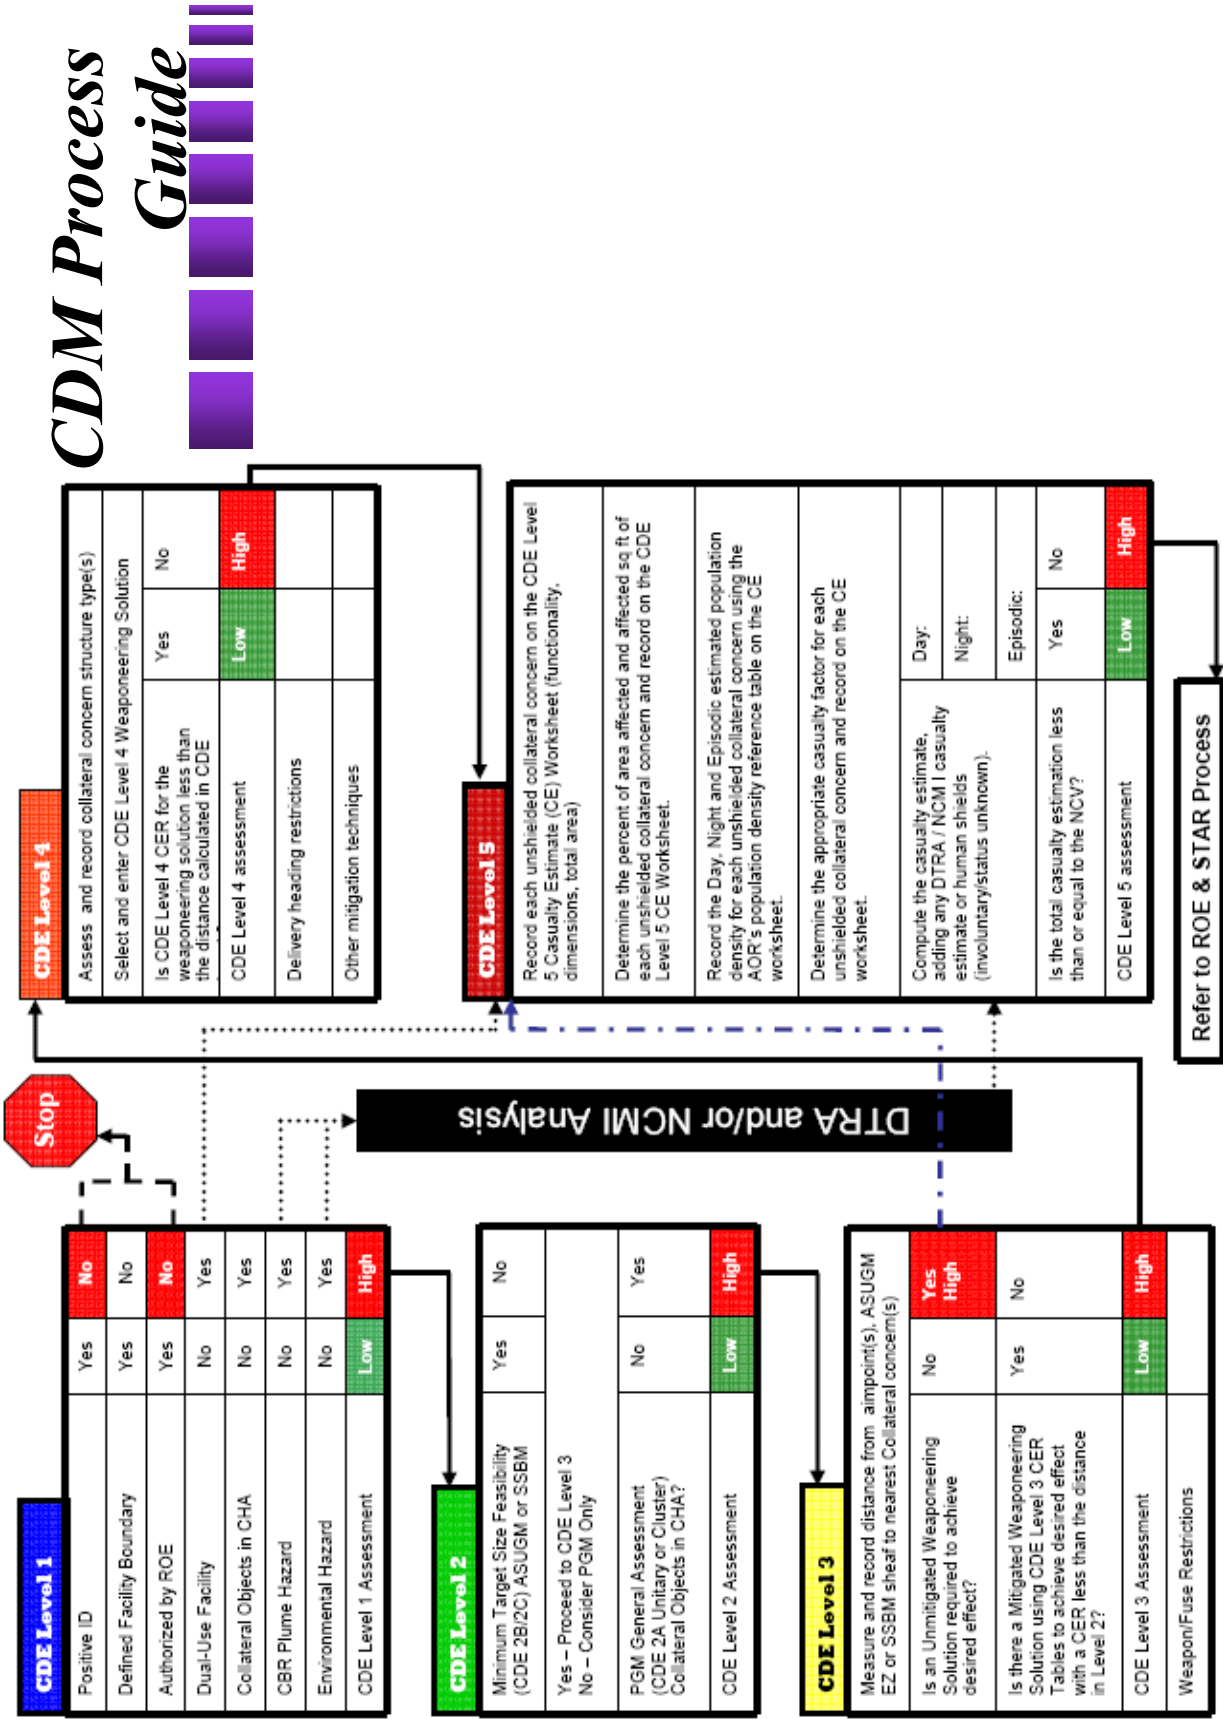 CDM Process
Guide
CDE Level 1
Positive ID Yes No
Defined Facility Boundary Yes No
Authorized by ROE Yes No
Dual-Use Facility No Yes
Collateral Objects in CHA No Yes
CBR Plume Hazard No Yes
Environmental Hazard No Yes
CDE Level 1 Assessment Low High
Stop
CDE Level 2
Minimum Target Size Feasibility
(CDE 2B/2C) ASUGM or SSBM
Yes No
Yes – Proceed to CDE Level 3
No – Consider PGM Only
PGM General Assessment
(CDE 2A Unitary or Cluster)
Collateral Objects in CHA?
No Yes
CDE Level 2 Assessment Low High
CDE Level 3
Measure and record distance from aimpoint(s), ASUGM
EZ or SSBM sheaf to nearest Collateral concern(s)
Is an Unmitigated Weaponeering
Solution required to achieve
desired effect?
No Yes
High
Is there a Mitigated Weaponeering
Solution using CDE Level 3 CER
Tables to achieve desired effect
with a CER less than the distance
in Level 2?
Yes No
CDE Level 3 Assessment Low High
Weapon/Fuse Restrictions
DTRA and/or NCMI Analysis
CDE Level 4
Assess and record collateral concern structure type(s)
Select and enter CDE Level 4 Weaponeering Solution
Is CDE Level 4 CER for the
weaponeering solution less than
the distance calculated in CDE
Yes No
CDE Level 4 assessment Low High
Delivery heading restrictions
Other mitigation techniques
CDE Level 5
Record each unshielded collateral concern on the CDE Level
5 Casualty Estimate (CE) Worksheet (functionality,
dimensions, total area)
Determine the percent of area affected and affected sq ft of
each unshielded collateral concern and record on the CDE
Level 5 CE Worksheet.
Record the Day, Night and Episodic estimated population
density for each unshielded collateral concern using the
AOR's population density reference table on the CE
worksheet.
Determine the appropriate casualty factor for each
unshielded collateral concern and record on the CE
worksheet.
Compute the casualty estimate,
adding any DTRA / NCM I casualty
estimate or human shields
(involuntary/status unknown).
Day:
Night:
Episodic:
Is the total casualty estimation less
than or equal to the NCV?
Yes No
CDE Level 5 assessment Low High
Refer to ROE & STAR Process